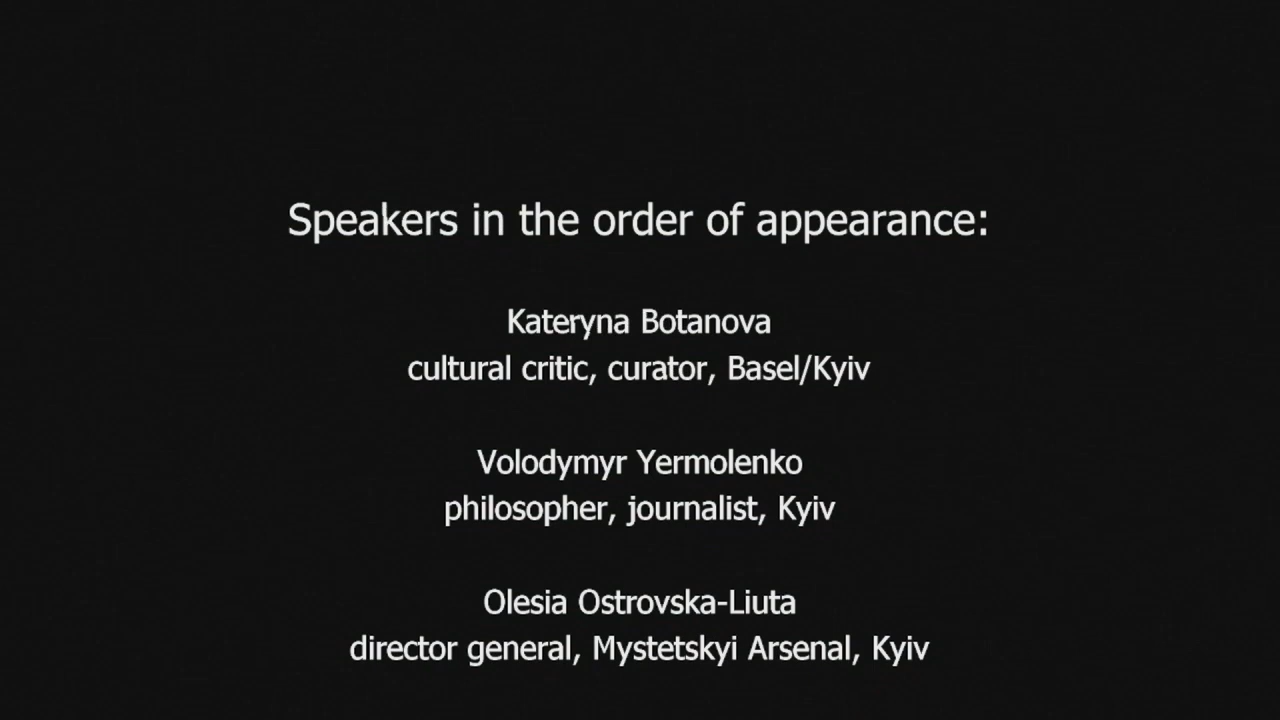 Speakers in the order of appearance:
Kateryna Botanova
cultural critic, curator, Basel/Kyiv
Volodymyr Yermolenko
philosopher, journalist, Kyiv
Olesia Ostrovska-Liuta
director general, Mystetskyi Arsenal, Kyiv